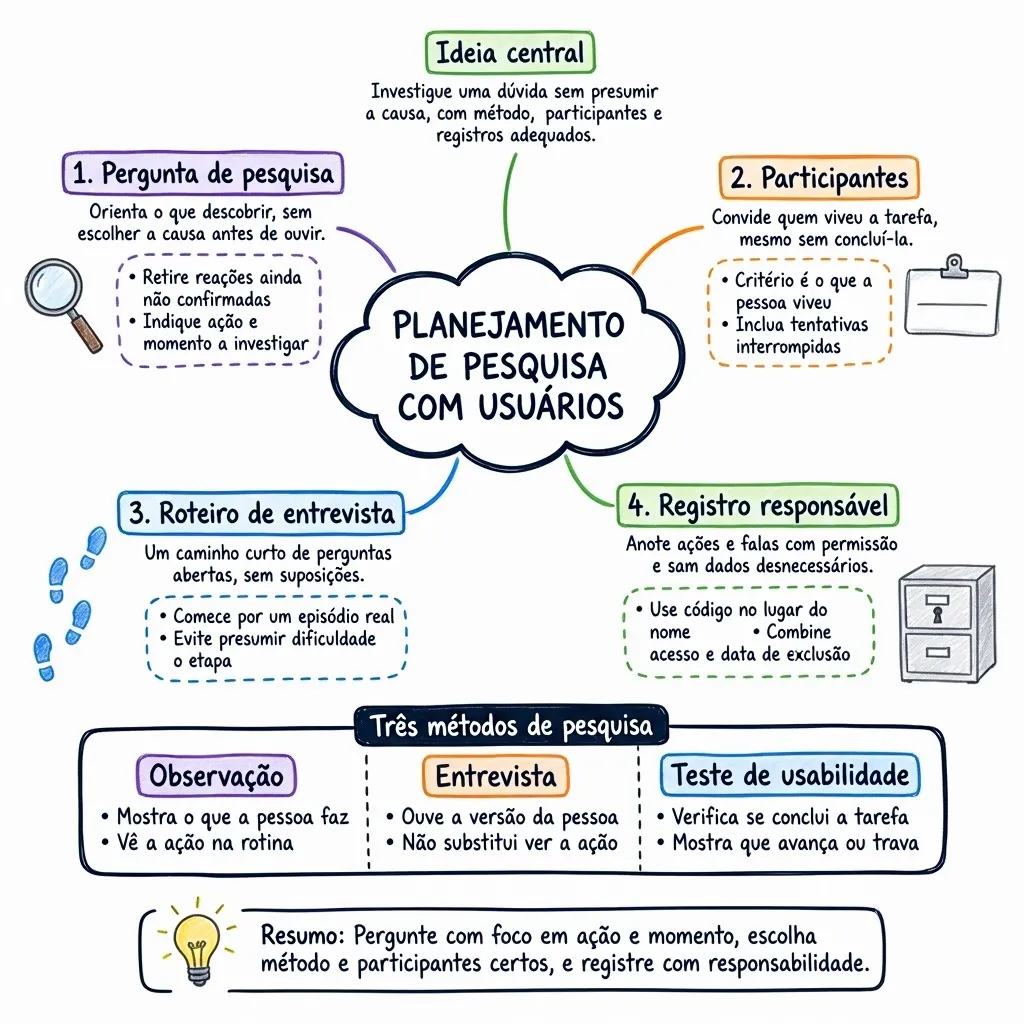 Ideia central
Investigue uma dúvida sem presumir
a causa, com método, participantes e
registros adequados.
1. Pergunta de pesquisa
Orienta o que descobrir, sem
escolher a causa antes de ouvir.
• Retire reações ainda
não confirmadas
• Indique ação e
momento a investigar
2. Participantes
Convide quem viveu a tarefa,
mesmo sem concluí-la.
• Critério é o que a
pessoa viveu
• Inclua tentativas
interrompidas
PLANEJAMENTO
DE PESQUISA
COM USUÁRIOS
3. Roteiro de entrevista
Um caminho curto de perguntas
abertas, sem suposições.
• Comece por um episódio real
• Evite presumir dificuldade
o etapa
4. Registro responsável
Anote ações e falas com permissão
e sam dados desnecessários.
• Use código no lugar do
nome • Combine
acesso e data de exclusão
Três métodos de pesquisa
Observação
• Mostra o que a pessoa faz
• Vê a ação na rotina
Entrevista
• Ouve a versão da pessoa
• Não substitui ver a ação
Teste de usabilidade
• Verifica se conclui a tarefa
• Mostra que avança ou trava
Resumo: Pergunte com foco em ação e momento, escolha
método e participantes certos, e registre com responsabilidade.